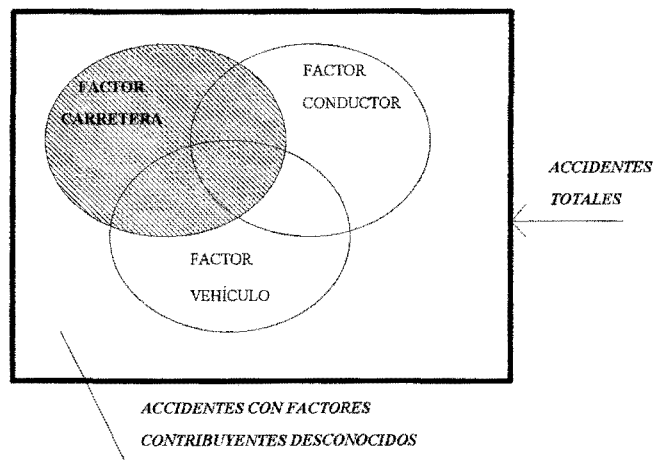 FACTOR
CARRETERA
FACTOR
CONDUCTOR
FACTOR
VEHÍCULO
ACCIDENTES
TOTALES
ACCIDENTES CON FACTORES
CONTRIBUYENTES DESCONOCIDOS